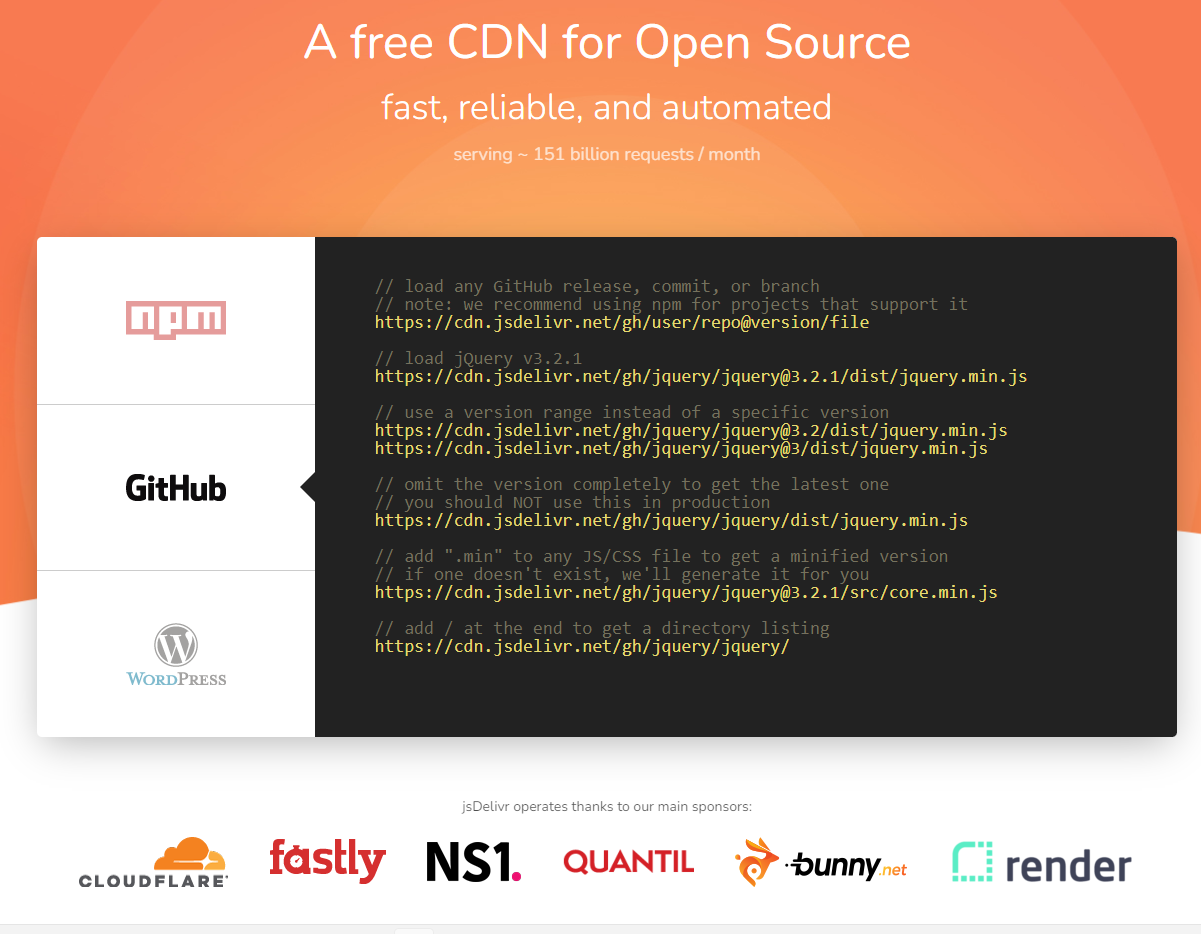 A free CDN for Open Source
fast, reliable, and automated
serving ~ 151 billion requests / month
npm
GitHub
WORDPRESS
// load any GitHub release, commit, or branch
// note: we recommend using npm for projects that support it
https://cdn.jsdelivr.net/gh/user/repo@version/file
// load jQuery v3.2.1
https://cdn.jsdelivr.net/gh/jquery/jquery@3.2.1/dist/jquery.min.js
// use a version range instead of a specific version
https://cdn.jsdelivr.net/gh/jquery/jquery@3.2/dist/jquery.min.js
https://cdn.jsdelivr.net/gh/jquery/jquery@3/dist/jquery.min.js
// omit the version completely to get the latest one
// you should NOT use this in production
https://cdn.jsdelivr.net/gh/jquery/jquery/dist/jquery.min.js
// add ".min" to any JS/CSS file to get a minified version
// if one doesn't exist, we'll generate it for you
https://cdn.jsdelivr.net/gh/jquery/jquery@3.2.1/src/core.min.js
// add / at the end to get a directory listing
https://cdn.jsdelivr.net/gh/jquery/jquery/
jsDelivr operates thanks to our main sponsors:
CLOUDFLARE
fastly
NS1.
QUANTIL
bunny.net
render